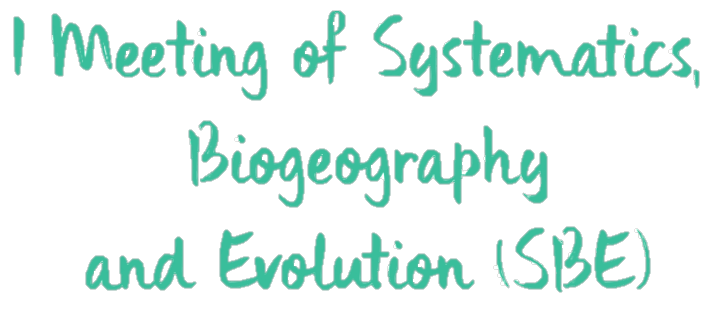 I Meeting of Systematics,
Biogeography
and Evolution (SBE)